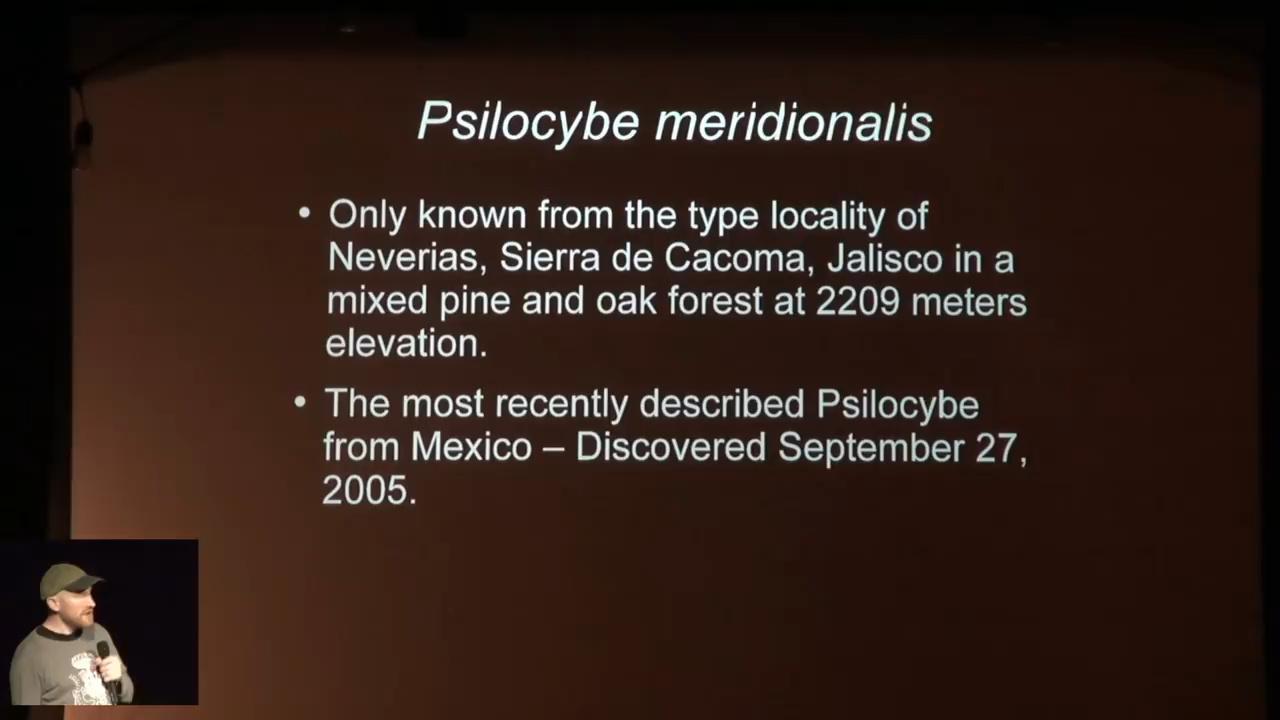 Psilocybe meridionalis
• Only known from the type locality of
Neverias, Sierra de Cacoma, Jalisco in a
mixed pine and oak forest at 2209 meters
elevation.
• The most recently described Psilocybe
from Mexico – Discovered September 27,
2005.